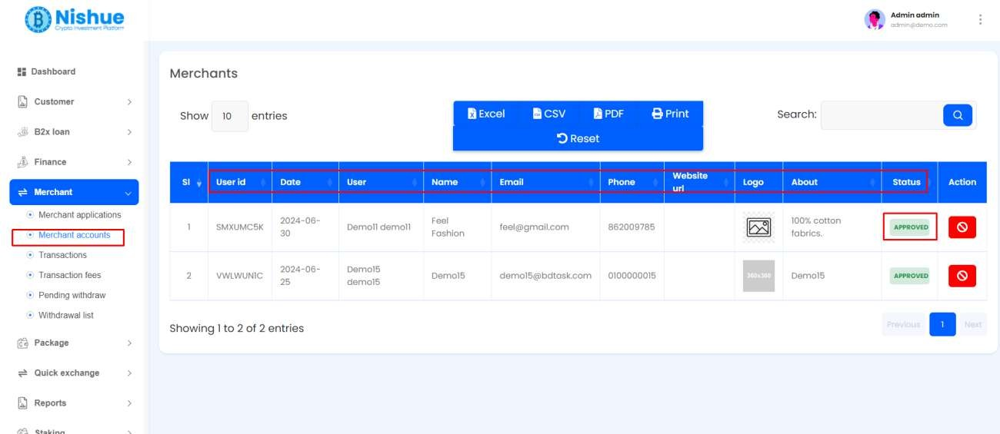 Nishue
Crypto Investment Platform
Admin admin
admin@demo.com
Dashboard
Customer
B2x loan
Finance
Merchant
Merchant applications
Merchant accounts
Transactions
Transaction fees
Pending withdraw
Withdrawal list
Package
Quick exchange
Reports
Staking
Merchants
Show 10 entries
Excel CSV PDF Print
Reset
Search:
Sl User id Date User Name Email Phone Website url Logo About Status Action
1 SMXUMC5K 2024-06-30 Demo11 demo11 Feel Fashion feel@gmail.com 862009785 100% cotton fabrics. APPROVED
2 VWLWUN1C 2024-06-25 Demo15 demo15 Demo15 demo15@bdtask.com 0100000015 360x360 Demo15 APPROVED
Showing 1 to 2 of 2 entries
Previous 1 Next